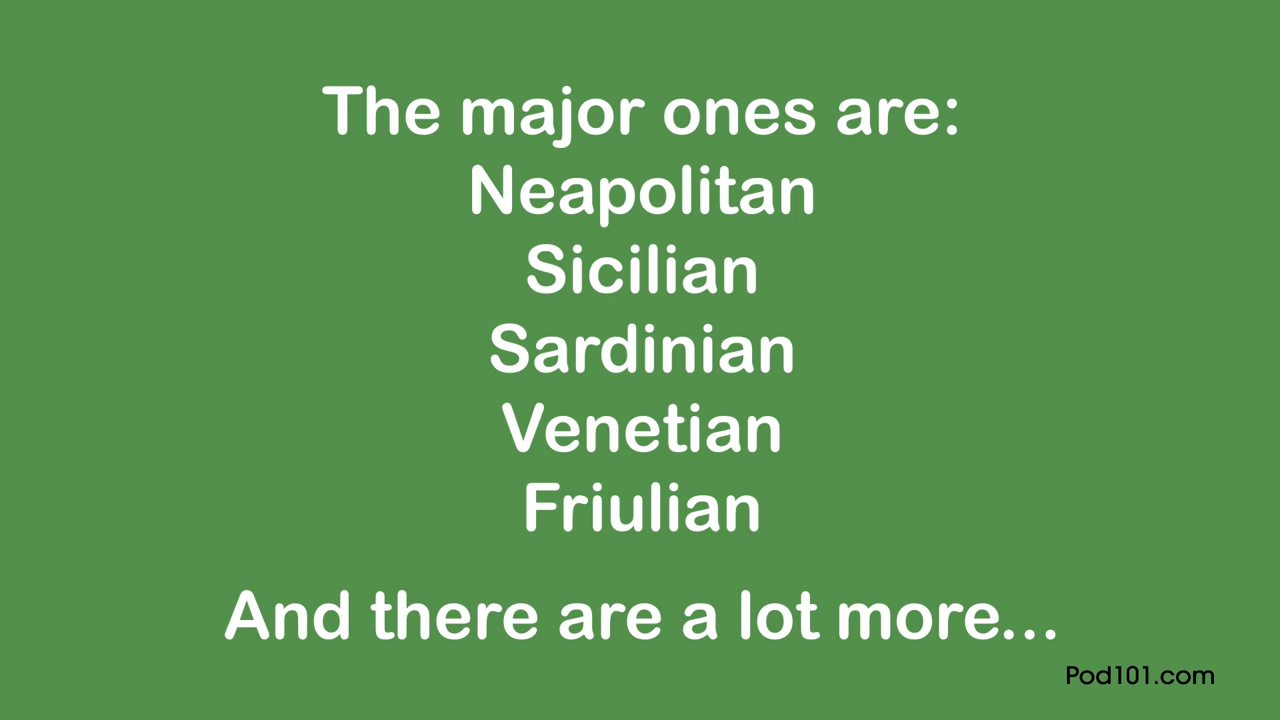 The major ones are:
Neapolitan
Sicilian
Sardinian
Venetian
Friulian
And there are a lot more...
Pod101.com